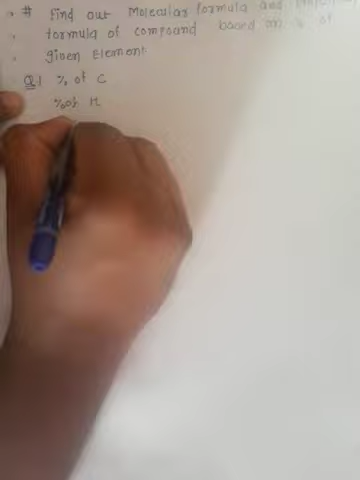 # Find out Molecular formula and
formula of compound based on % of
given Element
Q1 % of C
% of H